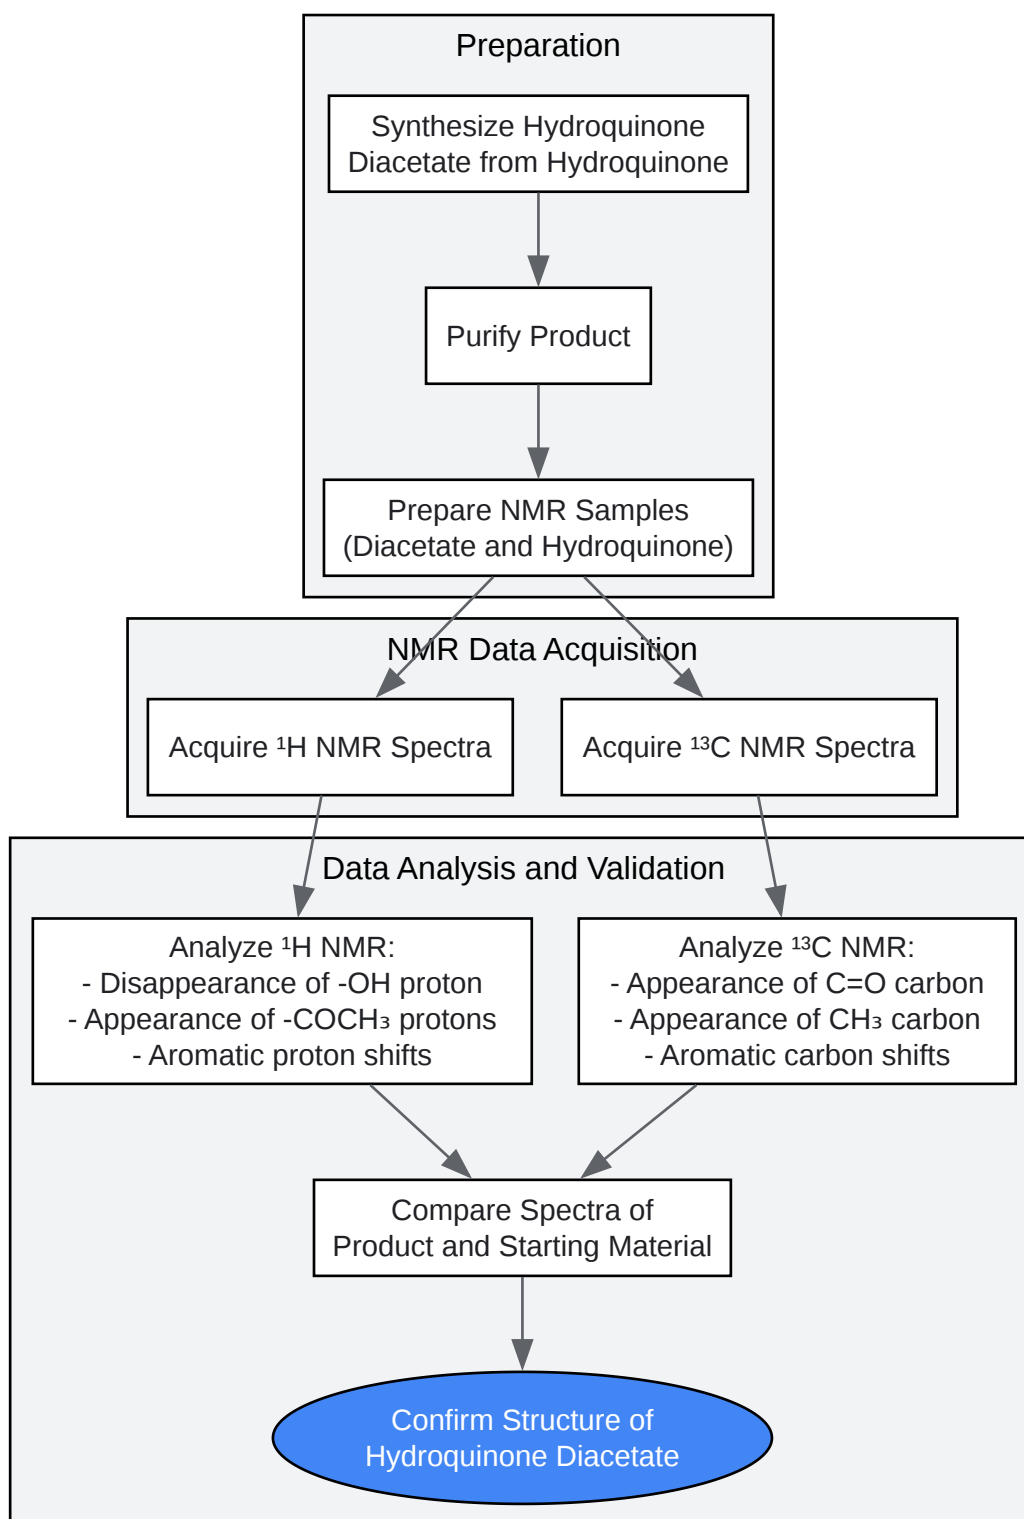 Preparation
Synthesize Hydroquinone
Diacetate from Hydroquinone
Purify Product
Prepare NMR Samples
(Diacetate and Hydroquinone)
NMR Data Acquisition
Acquire ¹H NMR Spectra
Acquire ¹³C NMR Spectra
Data Analysis and Validation
Analyze ¹H NMR:
- Disappearance of -OH proton
- Appearance of -COCH₃ protons
- Aromatic proton shifts
Analyze ¹³C NMR:
- Appearance of C=O carbon
- Appearance of CH₃ carbon
- Aromatic carbon shifts
Compare Spectra of
Product and Starting Material
Confirm Structure of
Hydroquinone Diacetate